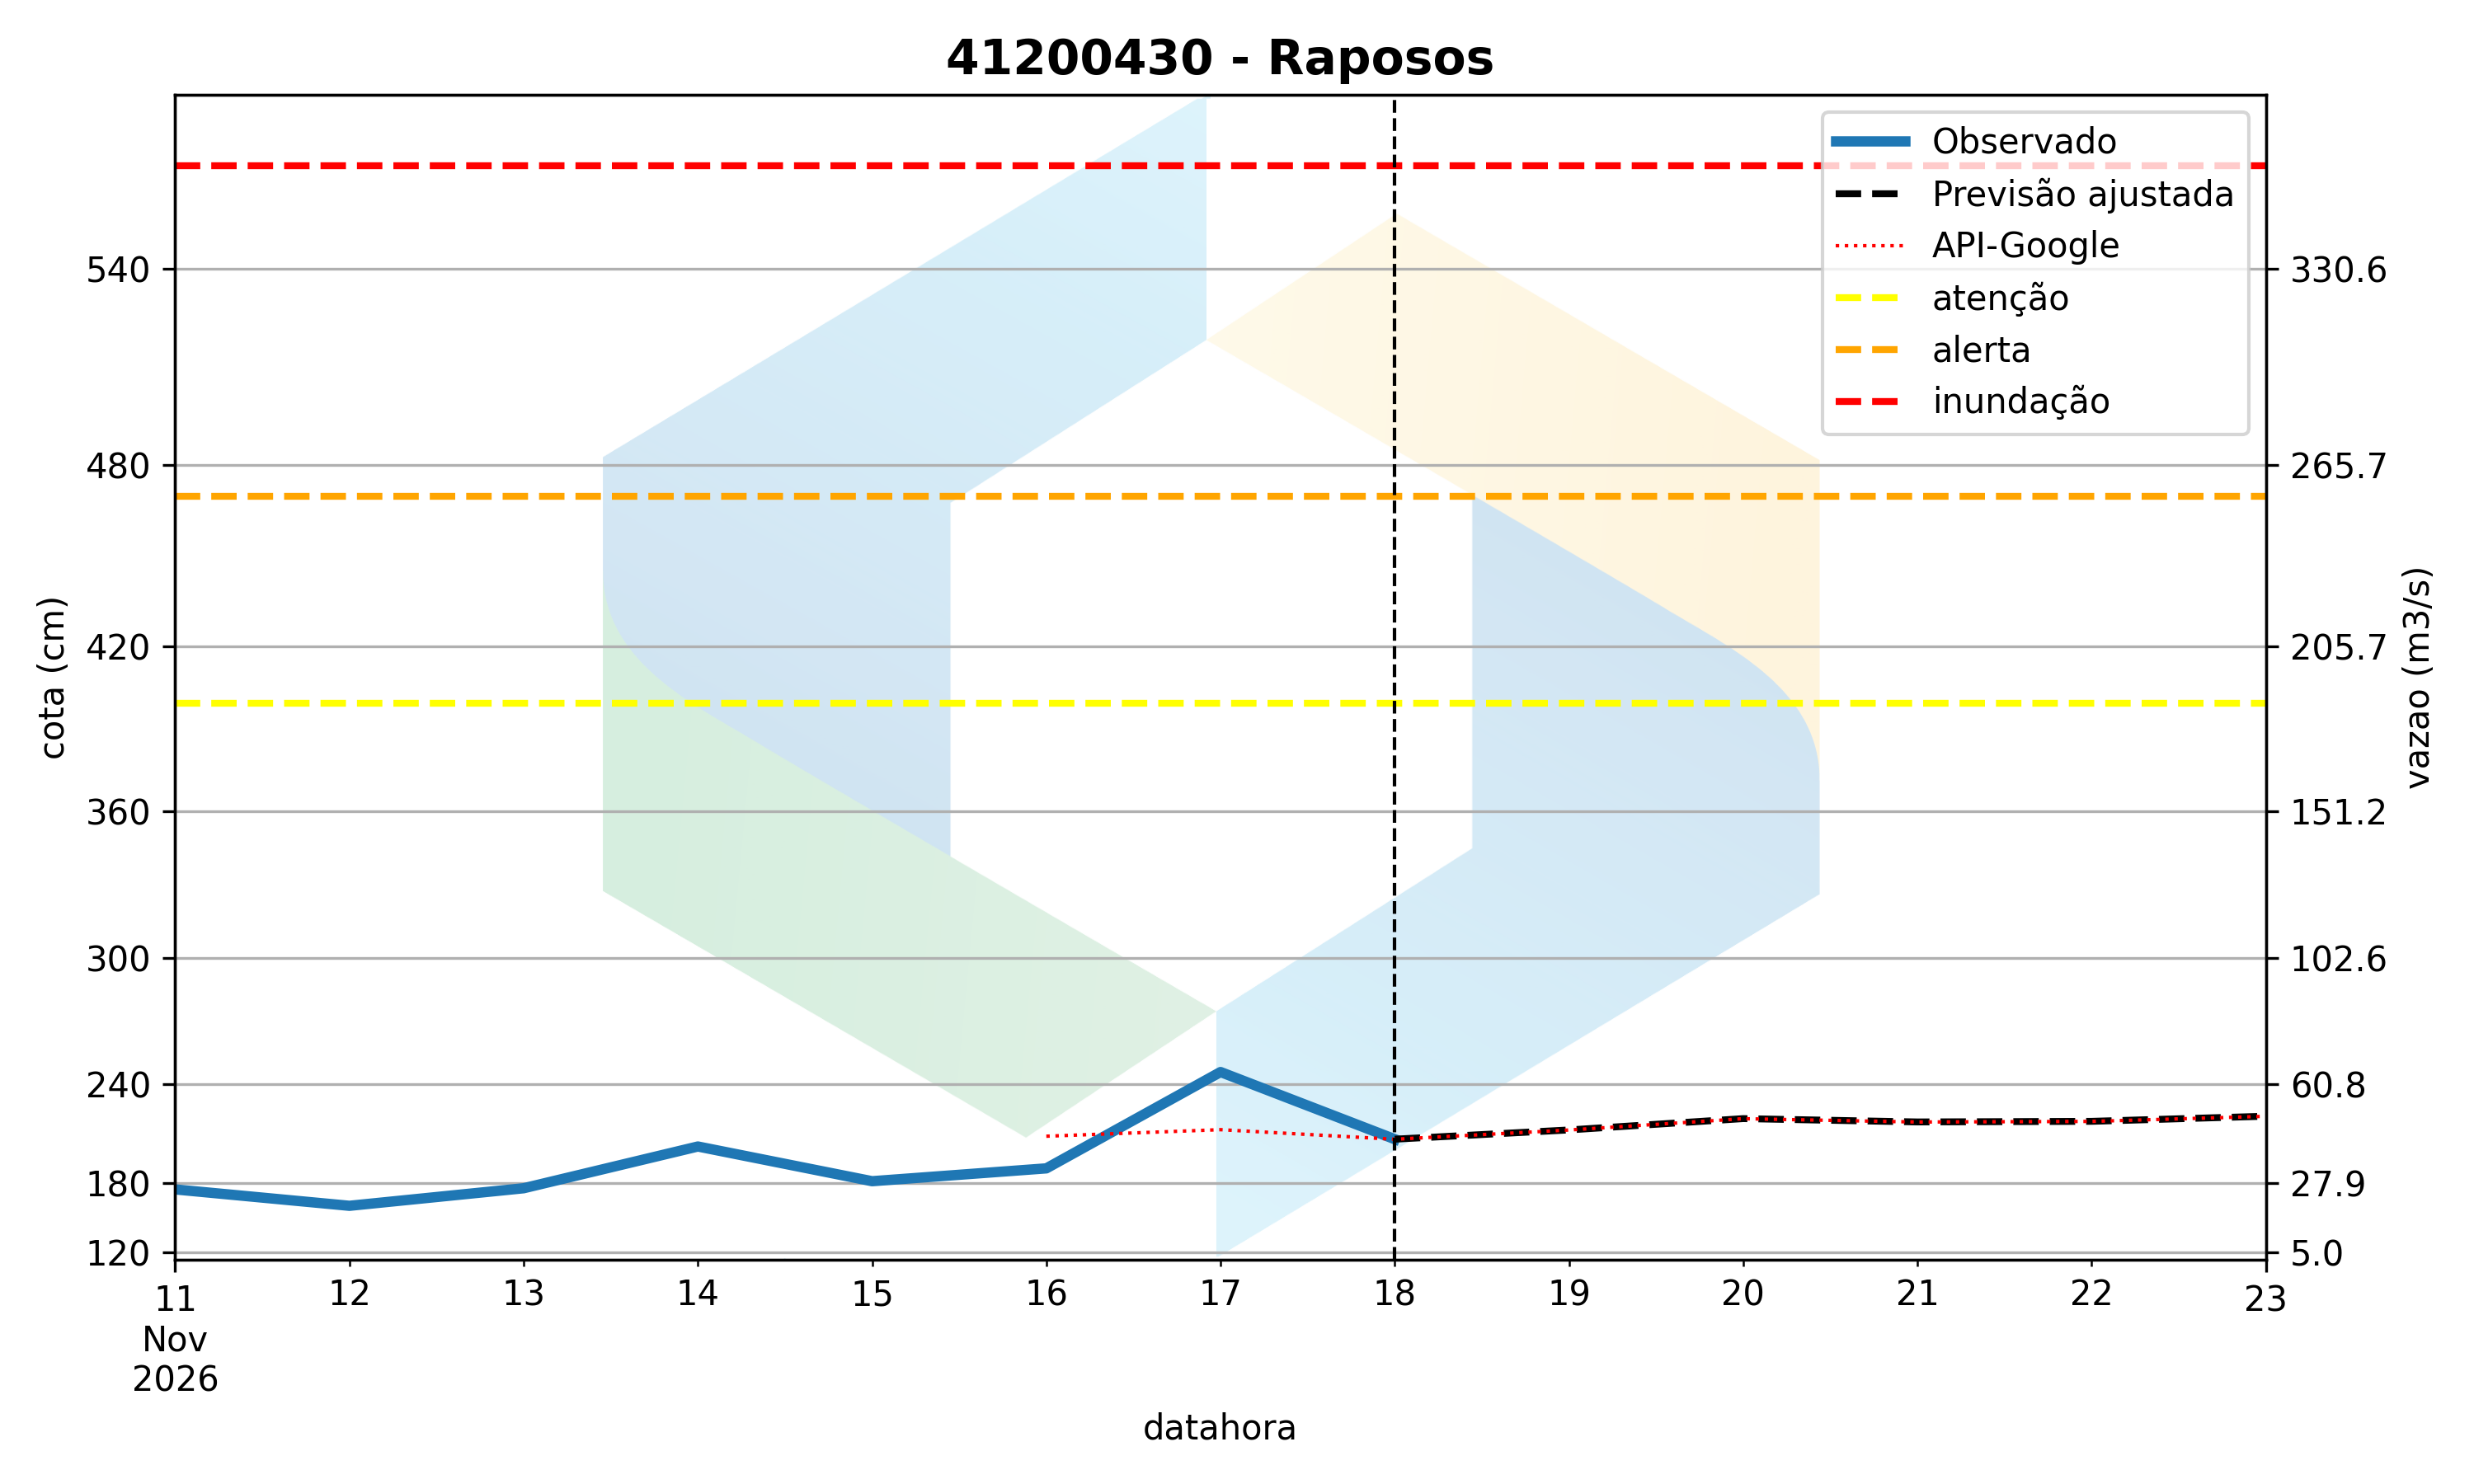 41200430 - Raposos
Observado
Previsão ajustada
API-Google
atenção
alerta
inundação
cota (cm)
540
480
420
360
300
240
180
120
330.6
265.7
205.7
151.2
102.6
60.8
27.9
5.0
vazao (m3/s)
11 12 13 14 15 16 17 18 19 20 21 22 23
Nov
2026
datahora